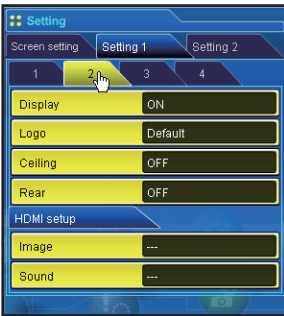 Setting
Screen setting Setting 1 Setting 2
1 2 3 4
Display ON
Logo Default
Ceiling OFF
Rear OFF
HDMI setup
Image ---
Sound ---